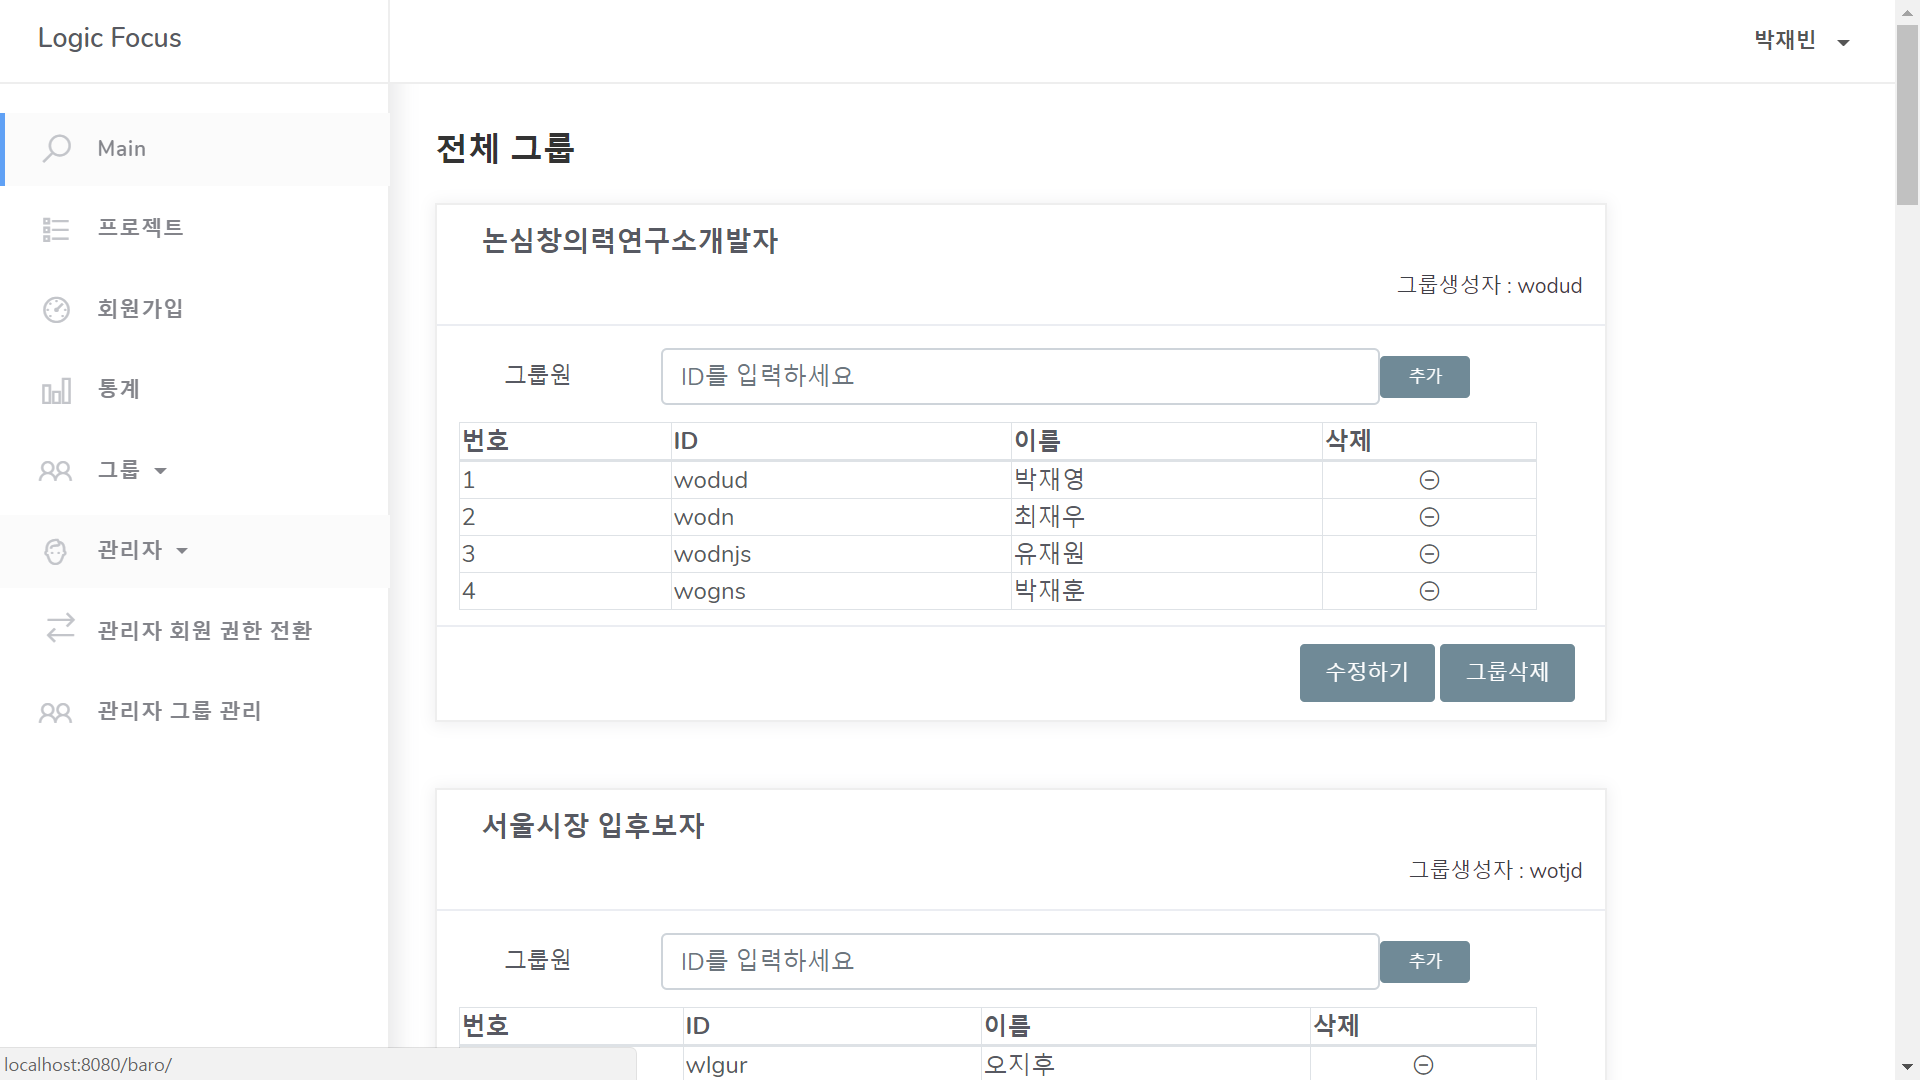 Logic Focus
박재빈
Main
프로젝트
회원가입
통계
그룹
관리자
관리자 회원 권한 전환
관리자 그룹 관리
전체 그룹
논심창의력연구소개발자
그룹생성자 : wodud
그룹원 ID를 입력하세요 추가
번호 ID 이름 삭제
1 wodud 박재영
2 wodn 최재우
3 wodnjs 유재원
4 wogns 박재훈
수정하기 그룹삭제
서울시장 입후보자
그룹생성자 : wotjd
그룹원 ID를 입력하세요 추가
번호 ID 이름 삭제
wlgur 오지후
localhost:8080/baro/